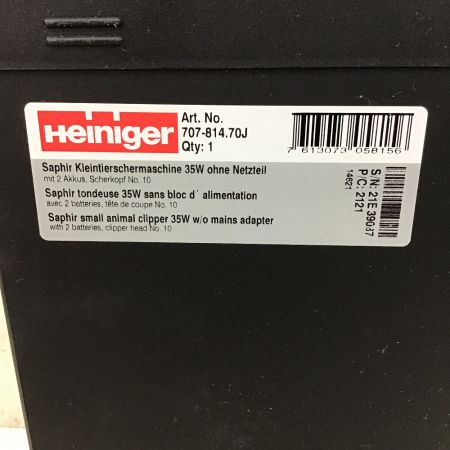 Heiniger
Art. No.
707-814.70J
Qty: 1
7 613073 058156
Saphir Kleintierschermaschine 35W ohne Netzteil
mit 2 Akkus, Scherkopf No. 10
Saphir tondeuse 35W sans bloc d´ alimentation
avec 2 batteries, tête de coupe No. 10
Saphir small animal clipper 35W w/o mains adapter
with 2 batteries, clipper head No. 10
S/N: 21E 39037
P/C: 2121
14621